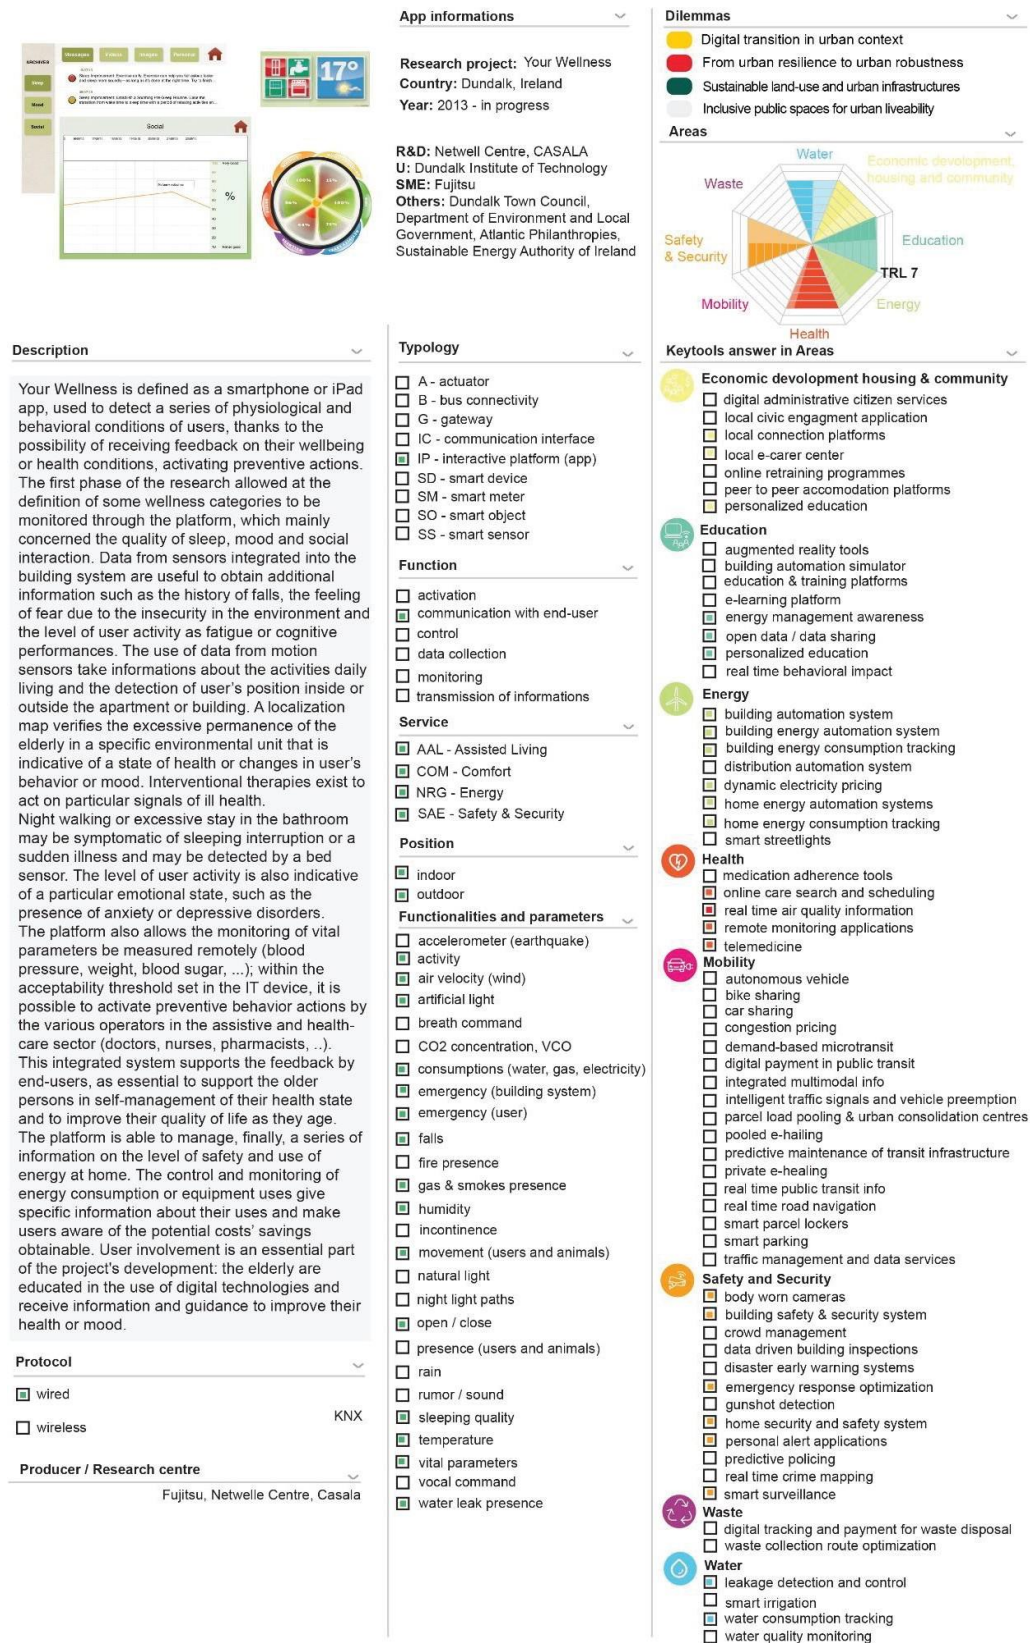 ARCHIVES
Sleep
Mood
Social
Messages
Videos
Images
Personal
Social
%
17°
App informations
Research project: Your Wellness
Country: Dundalk, Ireland
Year: 2013 - in progress
R&D: Netwell Centre, CASALA
U: Dundalk Institute of Technology
SME: Fujitsu
Others: Dundalk Town Council,
Department of Environment and Local
Government, Atlantic Philanthropies,
Sustainable Energy Authority of Ireland
Dilemmas
Digital transition in urban context
From urban resilience to urban robustness
Sustainable land-use and urban infrastructures
Inclusive public spaces for urban liveability
Areas
Water
Economic development,
housing and community
Waste
Safety
& Security
Education
TRL 7
Mobility
Energy
Health
Description
Your Wellness is defined as a smartphone or iPad
app, used to detect a series of physiological and
behavioral conditions of users, thanks to the
possibility of receiving feedback on their wellbeing
or health conditions, activating preventive actions.
The first phase of the research allowed at the
definition of some wellness categories to be
monitored through the platform, which mainly
concerned the quality of sleep, mood and social
interaction. Data from sensors integrated into the
building system are useful to obtain additional
information such as the history of falls, the feeling
of fear due to the insecurity in the environment and
the level of user activity as fatigue or cognitive
performances. The use of data from motion
sensors take informations about the activities daily
living and the detection of user's position inside or
outside the apartment or building. A localization
map verifies the excessive permanence of the
elderly in a specific environmental unit that is
indicative of a state of health or changes in user's
behavior or mood. Interventional therapies exist to
act on particular signals of ill health.
Night walking or excessive stay in the bathroom
may be symptomatic of sleeping interruption or a
sudden illness and may be detected by a bed
sensor. The level of user activity is also indicative
of a particular emotional state, such as the
presence of anxiety or depressive disorders.
The platform also allows the monitoring of vital
parameters be measured remotely (blood
pressure, weight, blood sugar, ...); within the
acceptability threshold set in the IT device, it is
possible to activate preventive behavior actions by
the various operators in the assistive and health-
care sector (doctors, nurses, pharmacists, ..).
This integrated system supports the feedback by
end-users, as essential to support the older
persons in self-management of their health state
and to improve their quality of life as they age.
The platform is able to manage, finally, a series of
information on the level of safety and use of
energy at home. The control and monitoring of
energy consumption or equipment uses give
specific information about their uses and make
users aware of the potential costs' savings
obtainable. User involvement is an essential part
of the project's development: the elderly are
educated in the use of digital technologies and
receive information and guidance to improve their
health or mood.
Protocol
wired
wireless
KNX
Producer / Research centre
Fujitsu, Netwelle Centre, Casala
Typology
A - actuator
B - bus connectivity
G - gateway
IC - communication interface
IP - interactive platform (app)
SD - smart device
SM - smart meter
SO - smart object
SS - smart sensor
Function
activation
communication with end-user
control
data collection
monitoring
transmission of informations
Service
AAL - Assisted Living
COM - Comfort
NRG - Energy
SAE - Safety & Security
Position
indoor
outdoor
Functionalities and parameters
accelerometer (earthquake)
activity
air velocity (wind)
artificial light
breath command
CO2 concentration, VCO
consumptions (water, gas, electricity)
emergency (building system)
emergency (user)
falls
fire presence
gas & smokes presence
humidity
incontinence
movement (users and animals)
natural light
night light paths
open / close
presence (users and animals)
rain
rumor / sound
sleeping quality
temperature
vital parameters
vocal command
water leak presence
Keytools answer in Areas
Economic devolopment housing & community
digital administrative citizen services
local civic engagment application
local connection platforms
local e-carer center
online retraining programmes
peer to peer accomodation platforms
personalized education
Education
augmented reality tools
building automation simulator
education & training platforms
e-learning platform
energy management awareness
open data / data sharing
personalized education
real time behavioral impact
Energy
building automation system
building energy automation system
building energy consumption tracking
distribution automation system
dynamic electricity pricing
home energy automation systems
home energy consumption tracking
smart streetlights
Health
medication adherence tools
online care search and scheduling
real time air quality information
remote monitoring applications
telemedicine
Mobility
autonomous vehicle
bike sharing
car sharing
congestion pricing
demand-based microtransit
digital payment in public transit
integrated multimodal info
intelligent traffic signals and vehicle preemption
parcel load pooling & urban consolidation centres
pooled e-hailing
predictive maintenance of transit infrastructure
private e-healing
real time public transit info
real time road navigation
smart parcel lockers
smart parking
traffic management and data services
Safety and Security
body worn cameras
building safety & security system
crowd management
data driven building inspections
disaster early warning systems
emergency response optimization
gunshot detection
home security and safety system
personal alert applications
predictive policing
real time crime mapping
smart surveillance
Waste
digital tracking and payment for waste disposal
waste collection route optimization
Water
leakage detection and control
smart irrigation
water consumption tracking
water quality monitoring